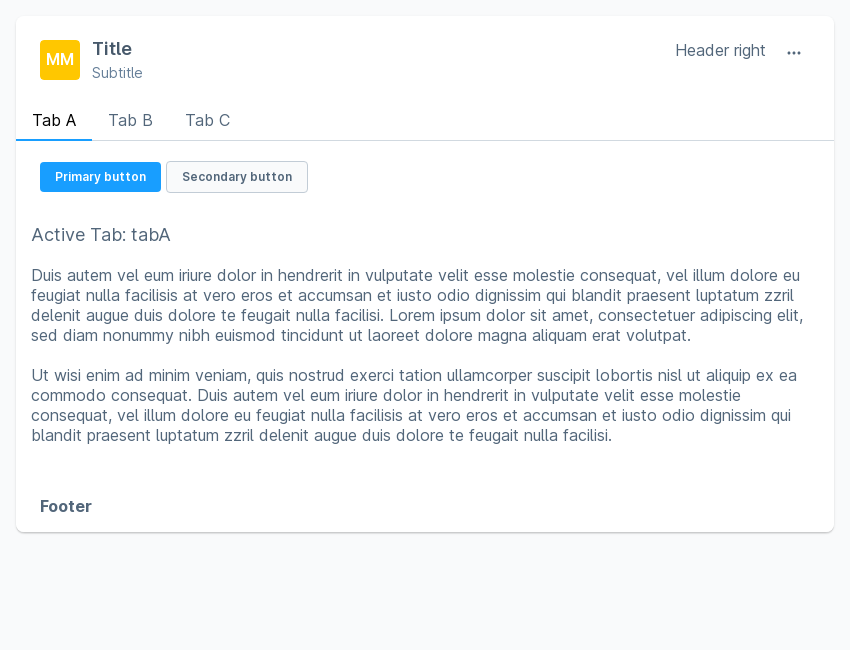 MM
Title
Subtitle
Header right
Tab A
Tab B
Tab C
Primary button
Secondary button
Active Tab: tabA
Duis autem vel eum iriure dolor in hendrerit in vulputate velit esse molestie consequat, vel illum dolore eu
feugiat nulla facilisis at vero eros et accumsan et iusto odio dignissim qui blandit praesent luptatum zzril
delenit augue duis dolore te feugait nulla facilisi. Lorem ipsum dolor sit amet, consectetuer adipiscing elit,
sed diam nonummy nibh euismod tincidunt ut laoreet dolore magna aliquam erat volutpat.
Ut wisi enim ad minim veniam, quis nostrud exerci tation ullamcorper suscipit lobortis nisl ut aliquip ex ea
commodo consequat. Duis autem vel eum iriure dolor in hendrerit in vulputate velit esse molestie
consequat, vel illum dolore eu feugiat nulla facilisis at vero eros et accumsan et iusto odio dignissim qui
blandit praesent luptatum zzril delenit augue duis dolore te feugait nulla facilisi.
Footer